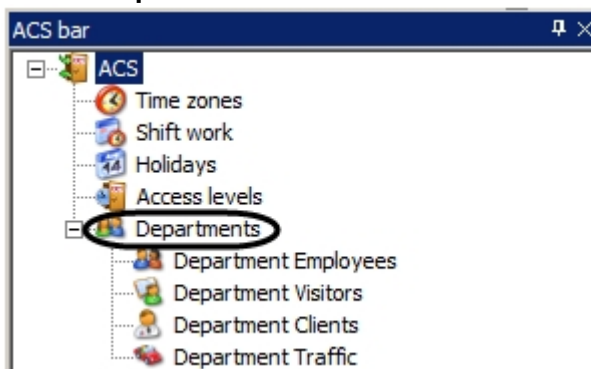 ACS bar
ACS
Time zones
Shift work
Holidays
Access levels
Departments
Department Employees
Department Visitors
Department Clients
Department Traffic